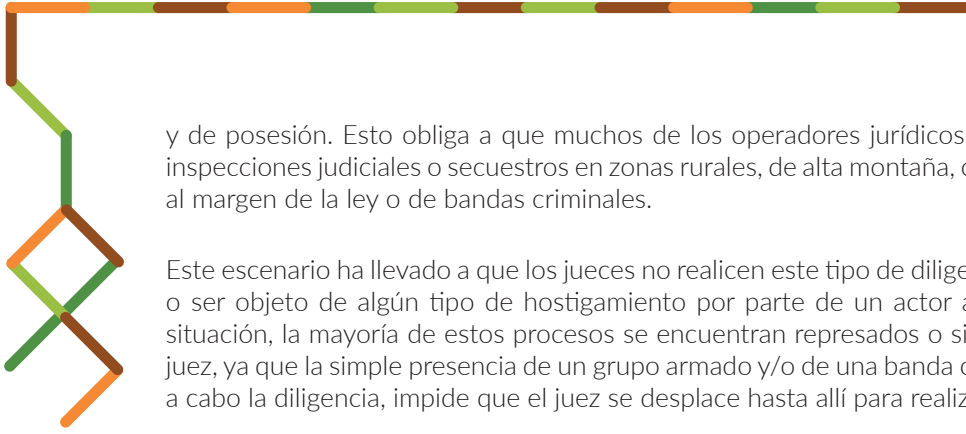 y de posesión. Esto obliga a que muchos de los operadores jurídicos
inspecciones judiciales o secuestros en zonas rurales, de alta montaña,
al margen de la ley o de bandas criminales.
Este escenario ha llevado a que los jueces no realicen este tipo de
o ser objeto de algún tipo de hostigamiento por parte de un actor
situación, la mayoría de estos procesos se encuentran represados o
juez, ya que la simple presencia de un grupo armado y/o de una banda
a cabo la diligencia, impide que el juez se desplace hasta allí para